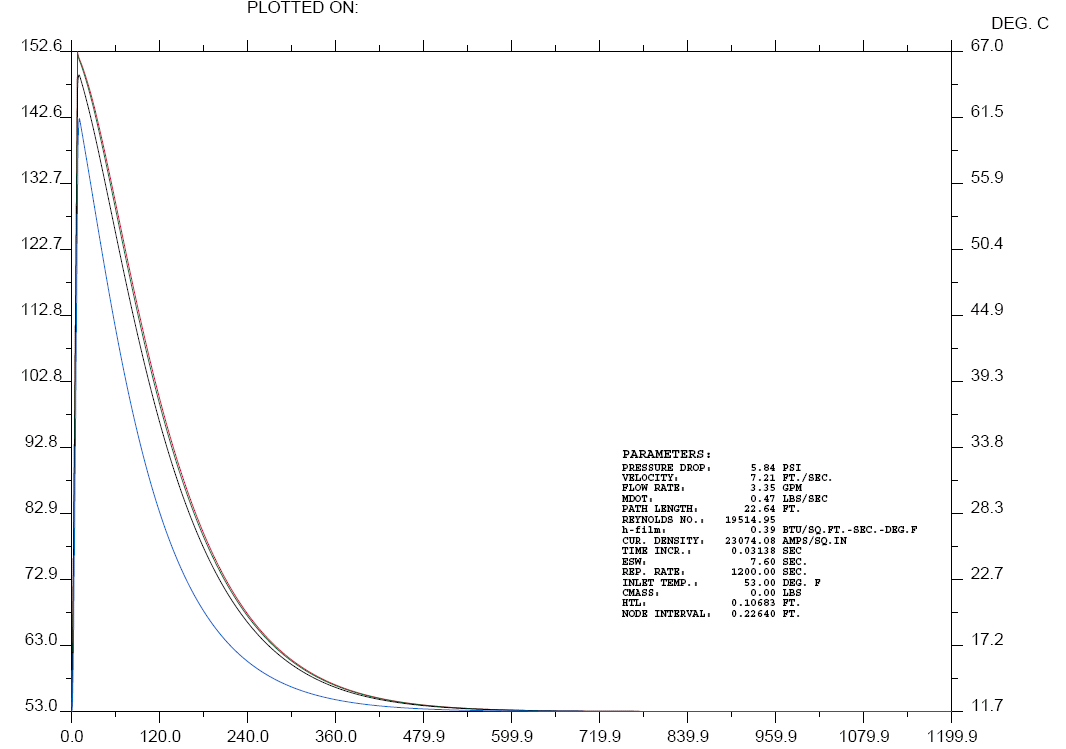 PLOTTED ON:
DEG. C
152.6 67.0
142.6 61.5
132.7 55.9
122.7 50.4
112.8 44.9
102.8 39.3
92.8 33.8
PARAMETERS:
PRESSURE DROP: 5.84 PSI
VELOCITY: 7.21 FT./SEC.
FLOW RATE: 3.35 GPM
MDOT: 0.47 LBS/SEC
PATH LENGTH: 22.64 FT.
REYNOLDS NO.: 19514.95
82.9 28.3
h-film: 0.39 BTU/SQ.FT.-SEC.-DEG.F
CUR. DENSITY: 23074.08 AMPS/SQ.IN
TIME INCR.: 0.03138 SEC
ESW: 7.60 SEC.
REP. RATE: 1200.00 SEC.
72.9 22.7
INLET TEMP.: 53.00 DEG. F
CMASS: 0.00 LBS
HTL: 0.10683 FT.
NODE INTERVAL: 0.22640 FT.
63.0 17.2
53.0 11.7
0.0 120.0 240.0 360.0 479.9 599.9 719.9 839.9 959.9 1079.9 1199.9